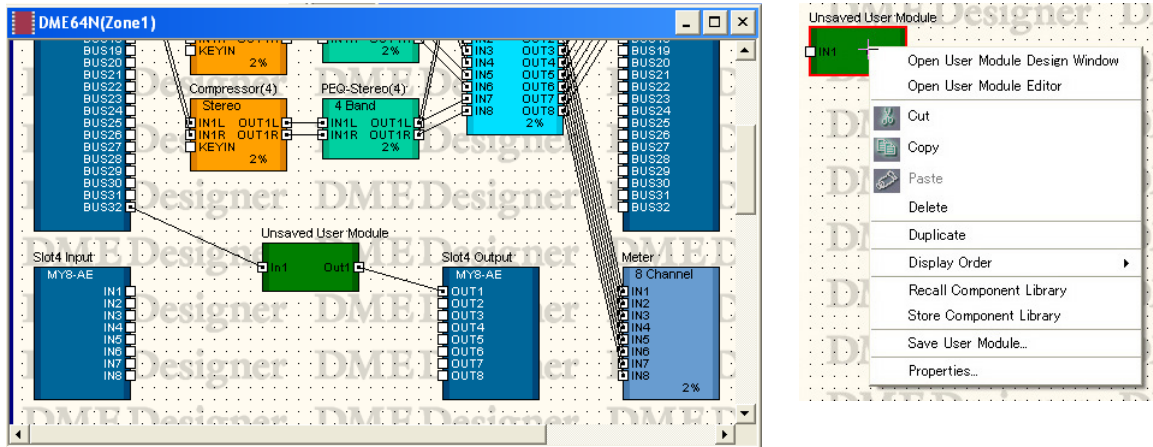 DME64N(Zone1)
BUS19
BUS20
BUS21
BUS22
BUS23
BUS24
BUS25
BUS26
BUS27
BUS28
BUS29
BUS30
BUS31
BUS32
KEYIN
2%
2%
IN3 OUT3
IN4 OUT4
IN5 OUT5
IN6 OUT6
IN7 OUT7
IN8 OUT8
2%
Compressor(4)
Stereo
IN1L OUT1L
IN1R OUT1R
KEYIN
2%
PEQ-Stereo(4)
4 Band
IN1L OUT1L
IN1R OUT1R
2%
BUS19
BUS20
BUS21
BUS22
BUS23
BUS24
BUS25
BUS26
BUS27
BUS28
BUS29
BUS30
BUS31
BUS32
Unsaved User Module
In1 Out1
Slot4 Input
MY8-AE
IN1
IN2
IN3
IN4
IN5
IN6
IN7
IN8
Slot4 Output
MY8-AE
OUT1
OUT2
OUT3
OUT4
OUT5
OUT6
OUT7
OUT8
Meter
8 Channel
IN1
IN2
IN3
IN4
IN5
IN6
IN7
IN8
2%
DME Designer
Unsaved User Module
IN1
Open User Module Design Window
Open User Module Editor
Cut
Copy
Paste
Delete
Duplicate
Display Order
Recall Component Library
Store Component Library
Save User Module...
Properties...